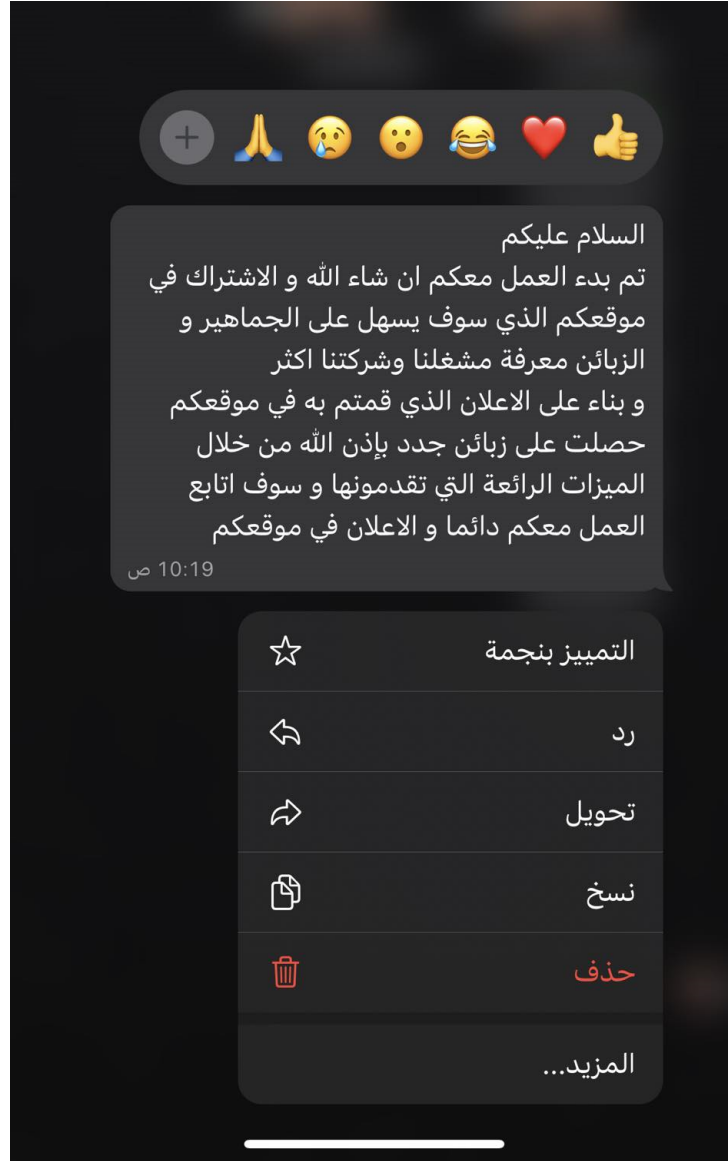 السلام عليكم
تم بدء العمل معكم ان شاء الله و الاشتراك في
موقعكم الذي سوف يسهل على الجماهير و
الزبائن معرفة مشغلنا وشركتنا اكثر
و بناء على الاعلان الذي قمتم به في موقعكم
حصلت على زبائن جدد بإذن الله من خلال
الميزات الرائعة التي تقدمونها و سوف اتابع
العمل معكم دائما و الاعلان في موقعكم
10:19 ص
التمييز بنجمة
رد
تحويل
نسخ
حذف
المزيد...